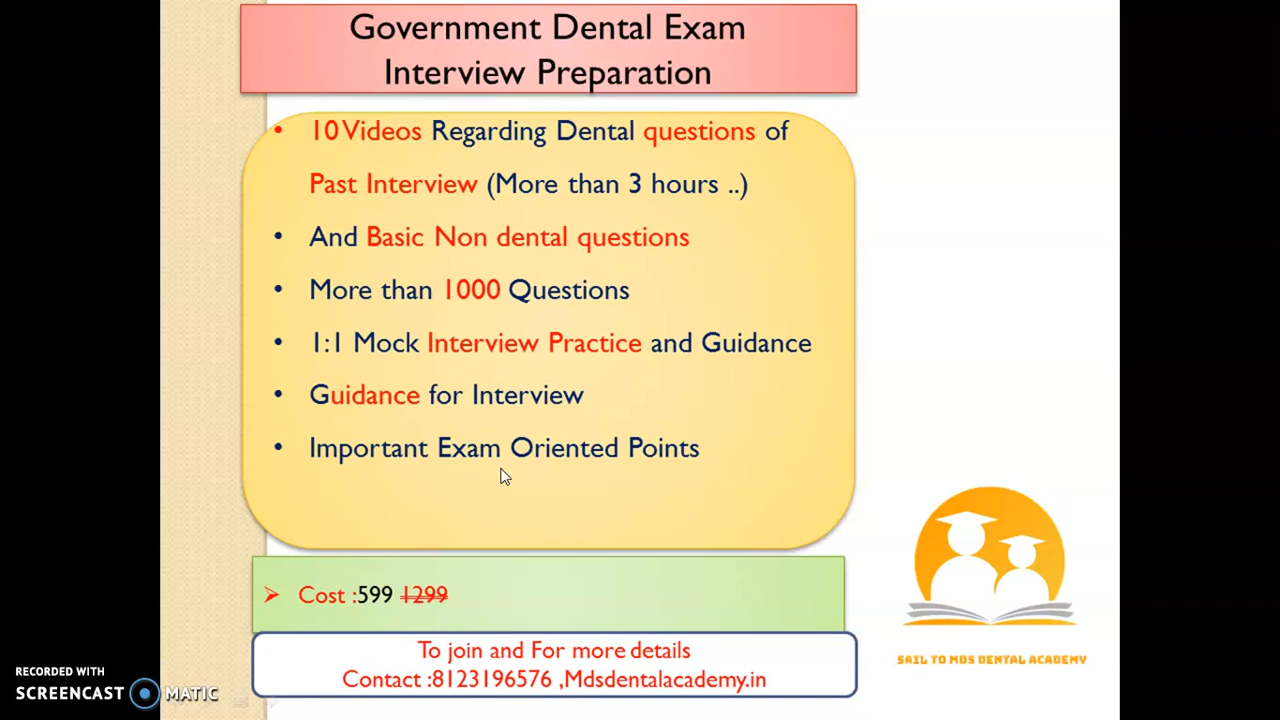 Government Dental Exam
Interview Preparation
• 10 Videos Regarding Dental questions of
Past Interview (More than 3 hours ..)
• And Basic Non dental questions
• More than 1000 Questions
• 1:1 Mock Interview Practice and Guidance
• Guidance for Interview
• Important Exam Oriented Points
➢ Cost :599 1299
To join and For more details
Contact :8123196576 ,Mdsdentalacademy.in
SAIL TO MDS DENTAL ACADEMY
RECORDED WITH
SCREENCAST MATIC